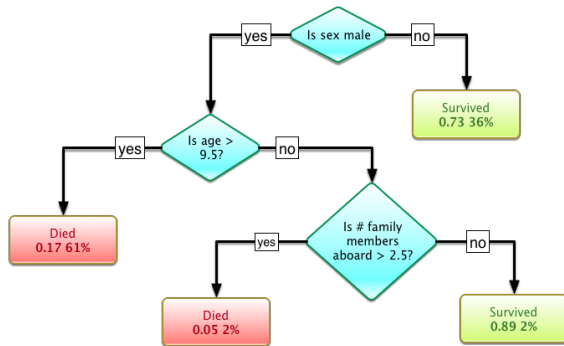 Is sex male
yes
no
Survived
0.73 36%
Is age >
9.5?
yes
no
Died
0.17 61%
Is # family
members
aboard > 2.5?
yes
no
Died
0.05 2%
Survived
0.89 2%